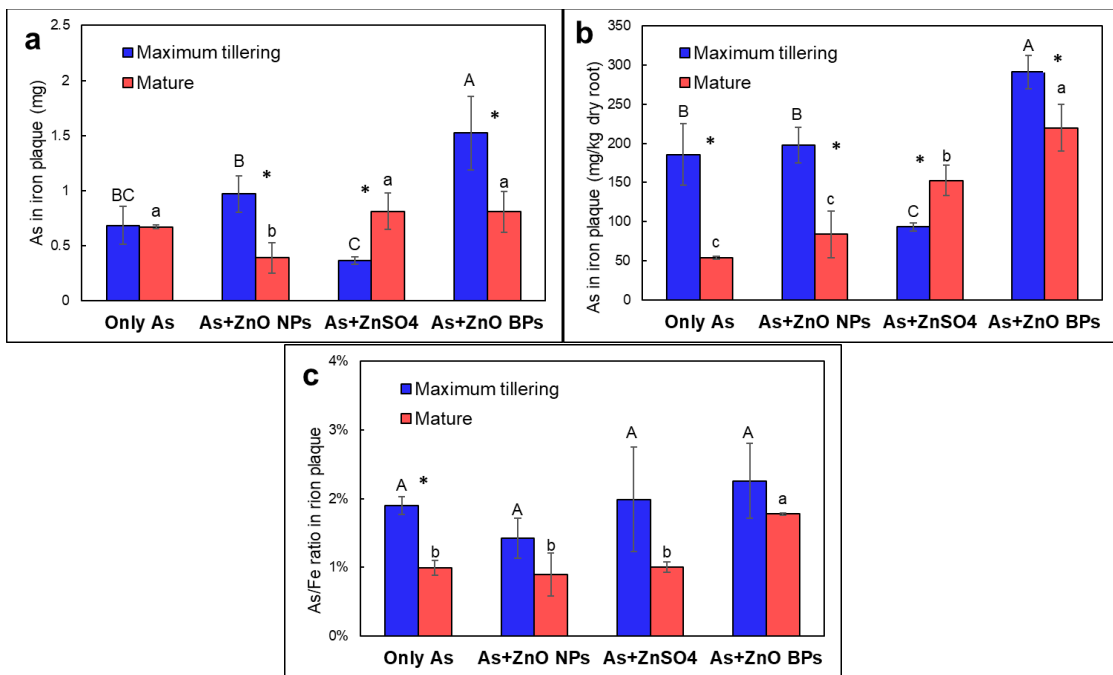 a
2.5
2
1.5
1
0.5
0
As in iron plaque (mg)
Maximum tillering
Mature
BC
a
B
*
b
*
a
C
A
*
a
Only As
As+ZnO NPs
As+ZnSO4
As+ZnO BPs
b
350
300
250
200
150
100
50
0
As in iron plaque (mg/kg dry root)
Maximum tillering
Mature
B
*
c
B
*
c
*
b
C
A
*
a
Only As
As+ZnO NPs
As+ZnSO4
As+ZnO BPs
c
4%
3%
2%
1%
0%
As/Fe ratio in rion plaque
Maximum tillering
Mature
A
*
b
A
b
A
b
A
a
Only As
As+ZnO NPs
As+ZnSO4
As+ZnO BPs